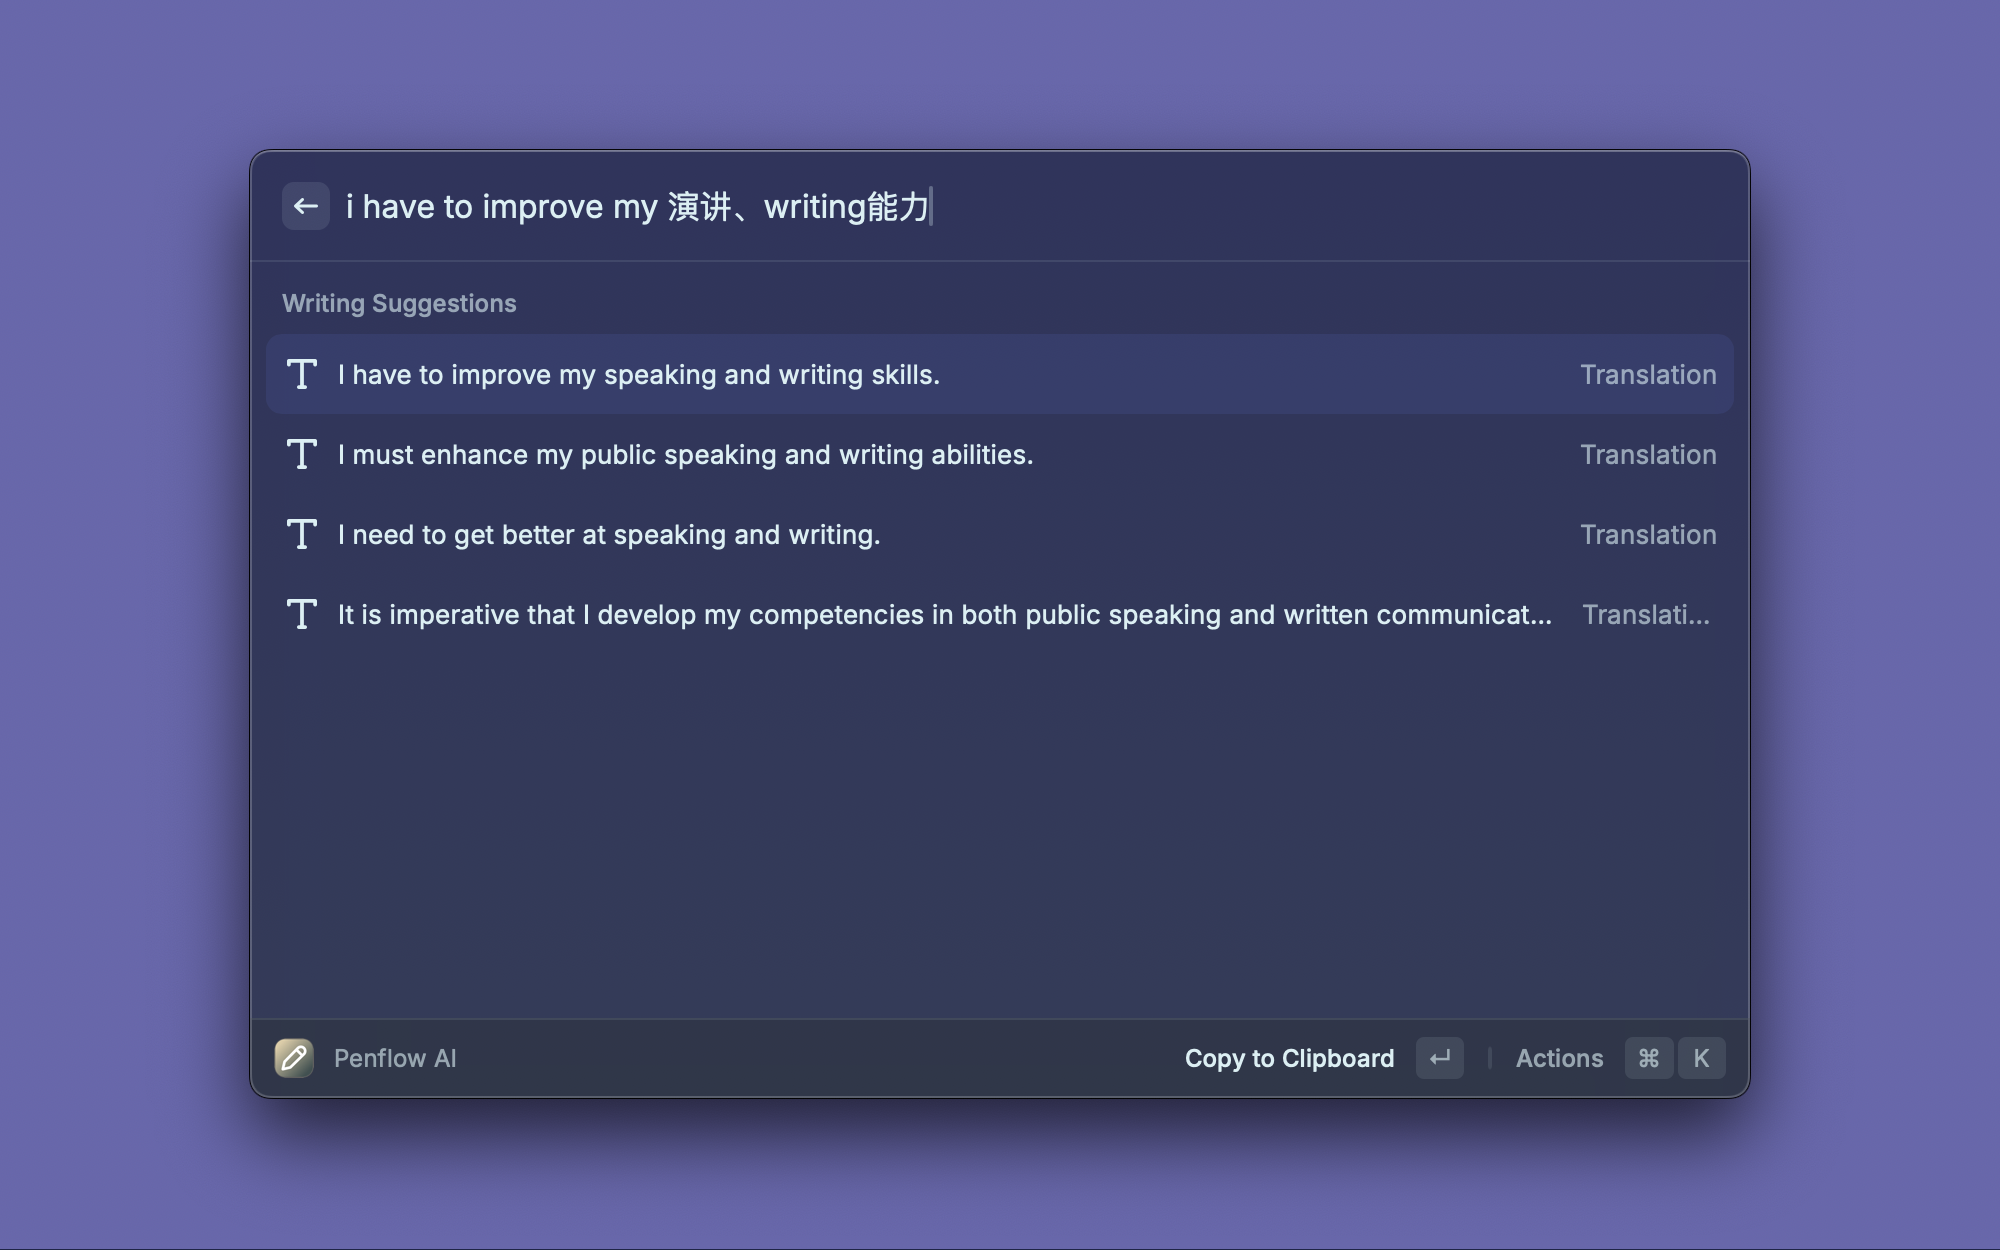 i have to improve my 演讲、writing能力
Writing Suggestions
I have to improve my speaking and writing skills. Translation
I must enhance my public speaking and writing abilities. Translation
I need to get better at speaking and writing. Translation
It is imperative that I develop my competencies in both public speaking and written communicat... Translati...
Penflow AI Copy to Clipboard ↵ Actions ⌘ K